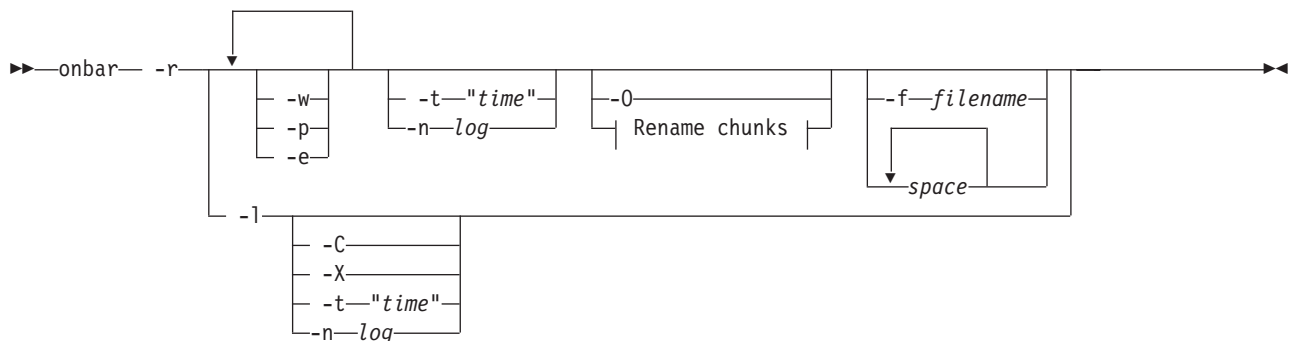 onbar -r
-w -t "time" -O -f filename
-p -n log Rename chunks
-e
space
-l
-C
-X
-t "time"
-n log